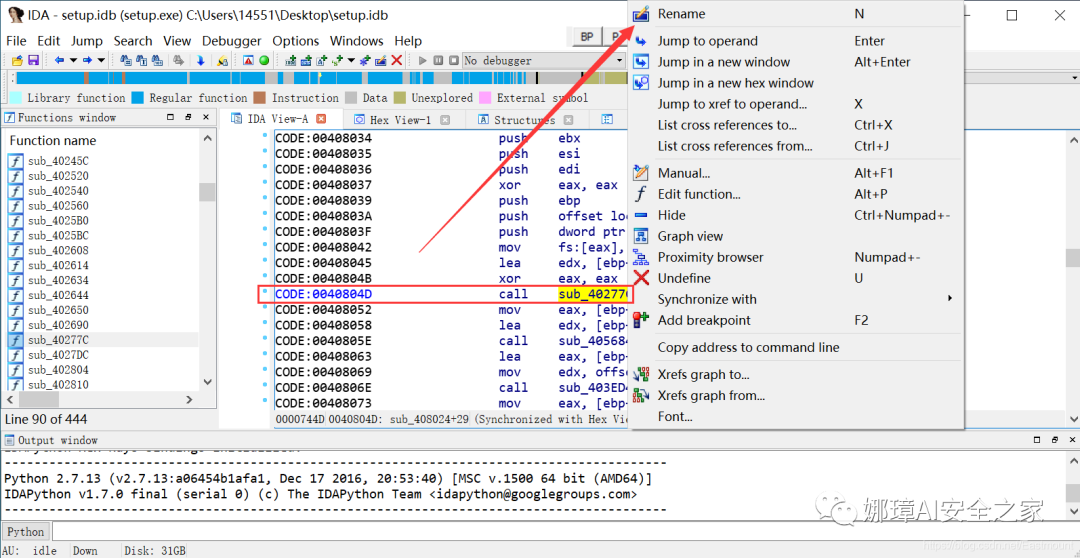 IDA - setup.idb (setup.exe) C:\Users\14551\Desktop\setup.idb
File Edit Jump Search View Debugger Options Windows Help
BP
No debugger
Library function Regular function Instruction Data Unexplored External symbol
Functions window
IDA View-A Hex View-1 Structures
Function name
sub_40245C
sub_402520
sub_402540
sub_402560
sub_4025B0
sub_4025BC
sub_402608
sub_402614
sub_402634
sub_402644
sub_402650
sub_402690
sub_40277C
sub_4027DC
sub_402804
sub_402810
Line 90 of 444
CODE:00408034 push ebx
CODE:00408035 push esi
CODE:00408036 push edi
CODE:00408037 xor eax, eax
CODE:00408039 push ebp
CODE:0040803A push offset loc
CODE:0040803F push dword ptr
CODE:00408042 mov fs:[eax],
CODE:00408045 lea edx, [ebp-
CODE:0040804B xor eax, eax
CODE:0040804D call sub_40277C
CODE:00408052 mov eax, [ebp-
CODE:00408058 lea edx, [ebp-
CODE:0040805E call sub_405684
CODE:00408063 lea eax, [ebp-
CODE:00408069 mov edx, offse
CODE:0040806E call sub_403ED4
CODE:00408073 mov eax, [ebp-
0000744D 0040804D: sub_408024+29 (Synchronized with Hex Vie
Rename N
Jump to operand Enter
Jump in a new window Alt+Enter
Jump in a new hex window
Jump to xref to operand... X
List cross references to... Ctrl+X
List cross references from... Ctrl+J
Manual... Alt+F1
Edit function... Alt+P
Hide Ctrl+Numpad+-
Graph view
Proximity browser Numpad+-
Undefine U
Synchronize with
Add breakpoint F2
Copy address to command line
Xrefs graph to...
Xrefs graph from...
Font...
Output window
---------------------------------------------------------------------------------------------
Python 2.7.13 (v2.7.13:a06454b1afa1, Dec 17 2016, 20:53:40) [MSC v.1500 64 bit (AMD64)]
IDAPython v1.7.0 final (serial 0) (c) The IDAPython Team <idapython@googlegroups.com>
---------------------------------------------------------------------------------------------
Python
AU: idle Down Disk: 31GB
娜璋AI安全之家